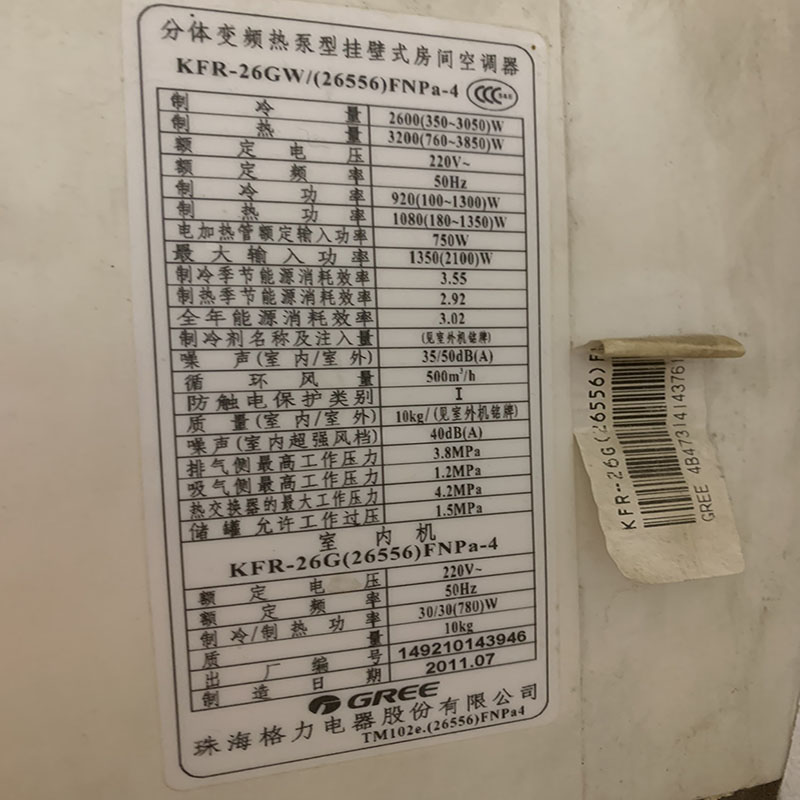 分体变频热泵型挂壁式房间空调器
KFR-26GW/(26556)FNPa-4
制冷量 2600(350~3050)W
制热量 3200(760~3850)W
额定电压 220V~
额定频率 50Hz
制冷功率 920(100~1300)W
制热功率 1080(180~1350)W
电加热管额定输入功率 750W
最大输入功率 1350(2100)W
制冷季节能源消耗效率 3.55
制热季节能源消耗效率 2.92
全年能源消耗效率 3.02
制冷剂名称及注入量 (见室外机铭牌)
噪声(室内/室外) 35/50dB(A)
循环风量 500m³/h
防触电保护类别 I
质量(室内/室外) 10kg/(见室外机铭牌)
噪声(室内超强风档) 40dB(A)
排气侧最高工作压力 3.8MPa
吸气侧最高工作压力 1.2MPa
热交换器的最大工作压力 4.2MPa
储罐允许工作过压 1.5MPa
室内机
KFR-26G(26556)FNPa-4
额定电压 220V~
额定频率 50Hz
制冷/制热功率 30/30(780)W
质量 10kg
出厂编号 149210143946
制造日期 2011.07
GREE
珠海格力电器股份有限公司
TM102e.(26556)FNPa4
KFR-26G(26556)F
GREE 4B47314143761